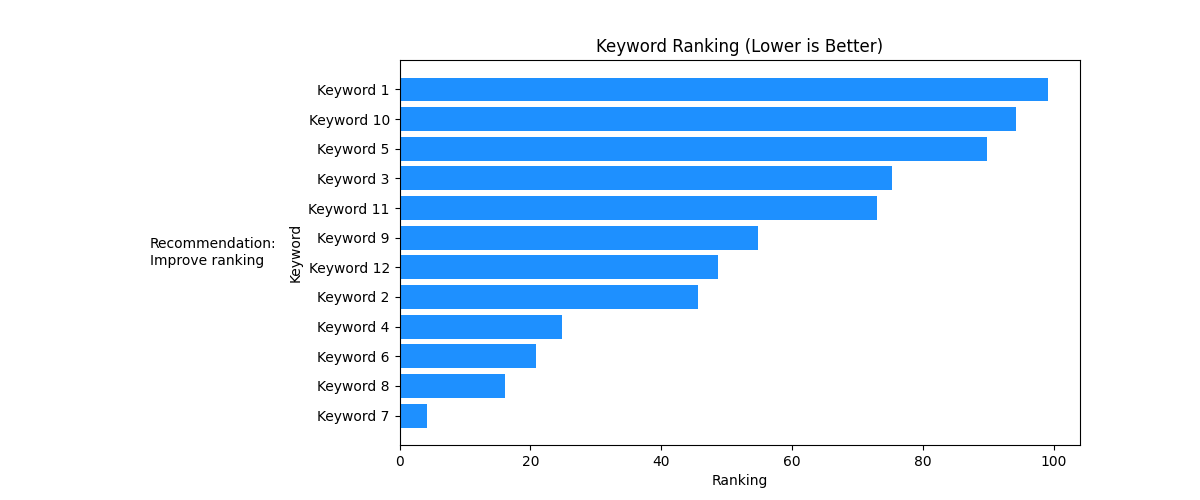 Keyword Ranking (Lower is Better)
Keyword 1
Keyword 10
Keyword 5
Keyword 3
Keyword 11
Keyword 9
Keyword 12
Keyword 2
Keyword 4
Keyword 6
Keyword 8
Keyword 7
Keyword
Recommendation:
Improve ranking
0 20 40 60 80 100
Ranking